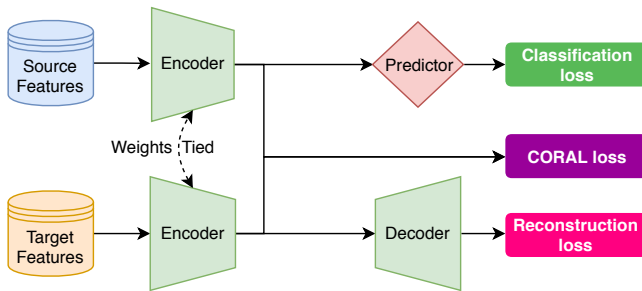 Source
Features
Encoder
Predictor
Classification
loss
Weights Tied
CORAL loss
Target
Features
Encoder
Decoder
Reconstruction
loss